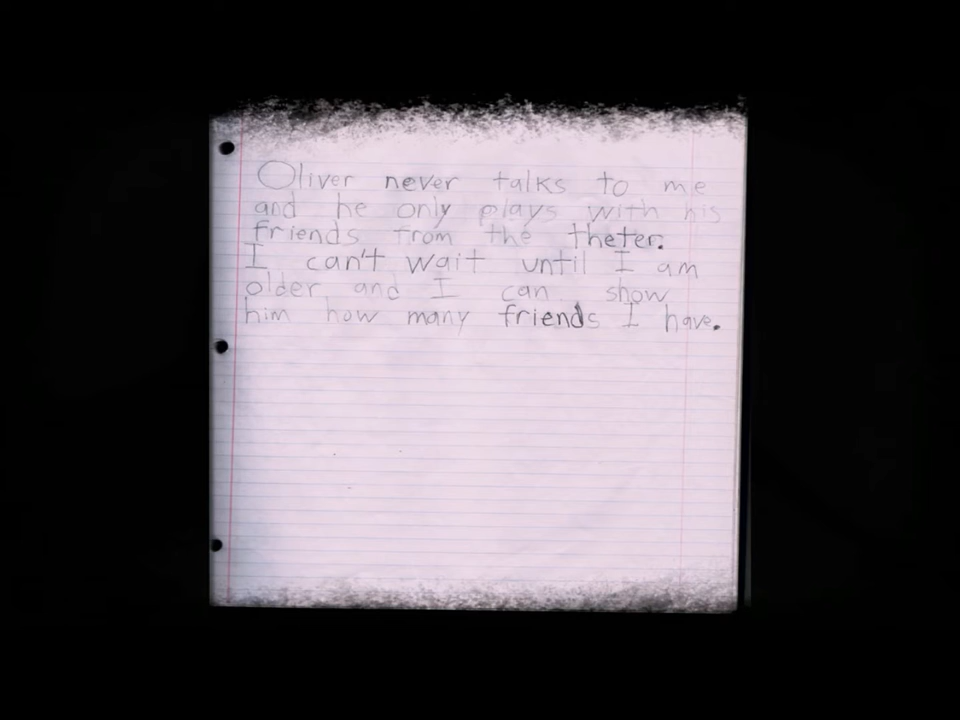 Oliver never talks to me
and he only plays with his
friends from the theter.
I can't wait until I am
older and I can show
him how many friends I have.